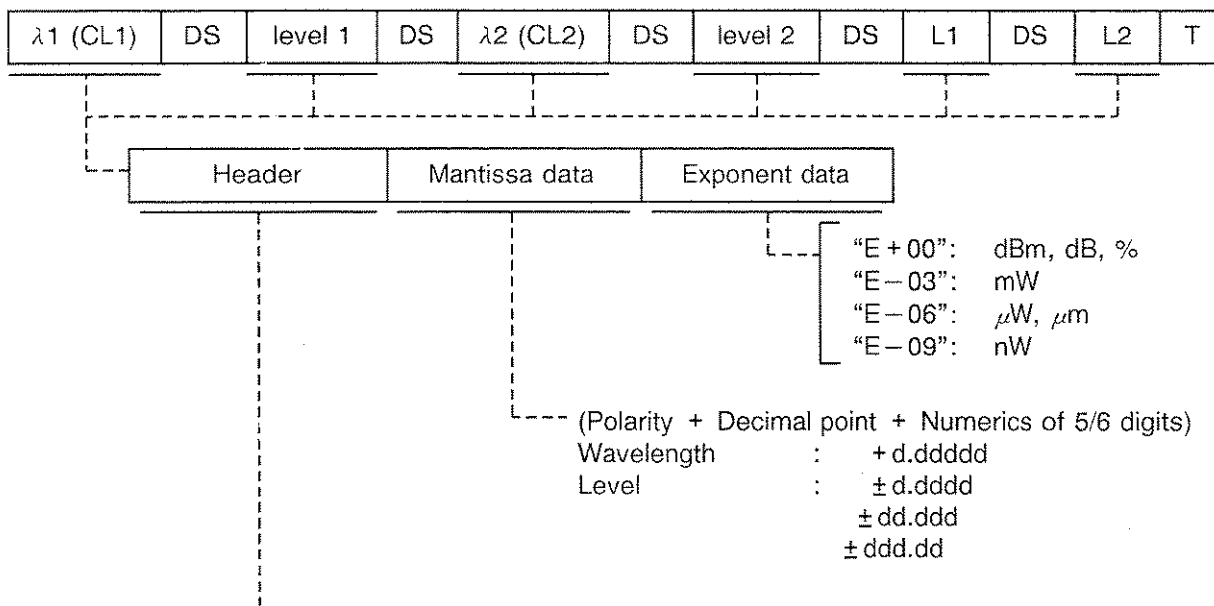 λ1 (CL1) DS level 1 DS λ2 (CL2) DS level 2 DS L1 DS L2 T
Header Mantissa data Exponent data
“E+00”: dBm, dB, %
“E−03”: mW
“E−06”: μW, μm
“E−09”: nW
(Polarity + Decimal point + Numerics of 5/6 digits)
Wavelength : +d.ddddd
Level : ±d.dddd
±dd.ddd
±ddd.dd